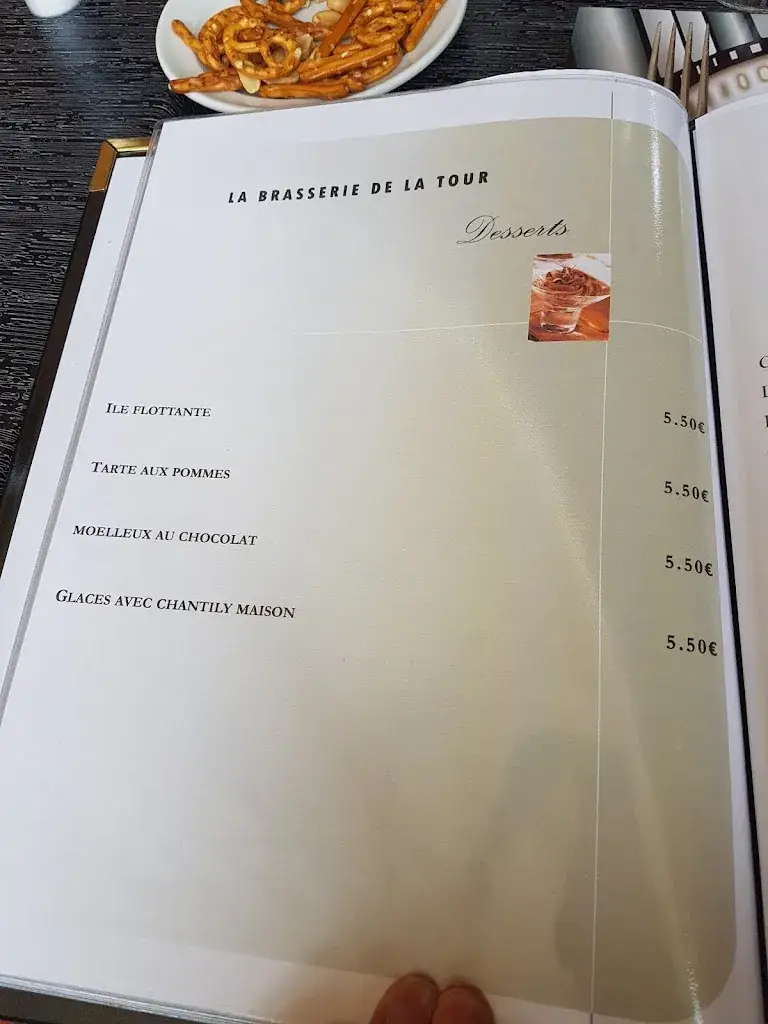 LA BRASSERIE DE LA TOUR
Desserts
ILE FLOTTANTE 5.50€
TARTE AUX POMMES 5.50€
MOELLEUX AU CHOCOLAT 5.50€
GLACES AVEC CHANTILY MAISON 5.50€